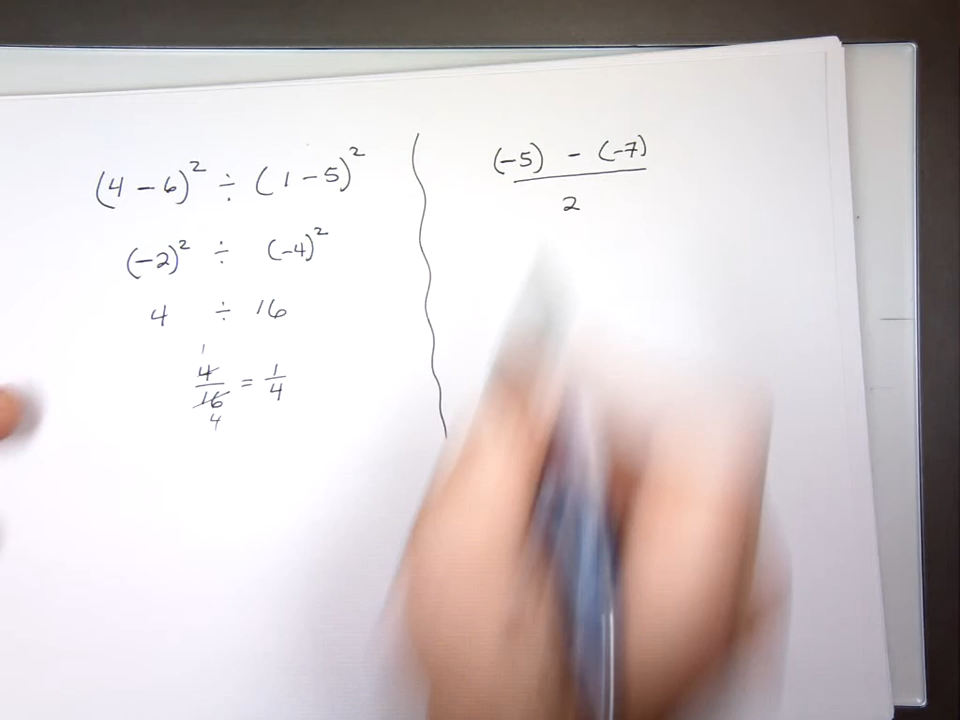 (4 - 6)² ÷ (1 - 5)²
(-2)² ÷ (-4)²
4 ÷ 16
1
4/16 = 1/4
4
(-5) - (-7)
2